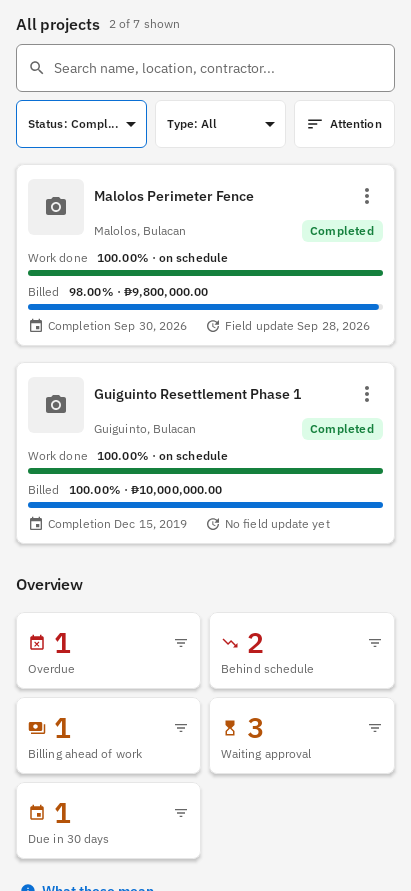 All projects 2 of 7 shown
Search name, location, contractor...
Status: Compl... Type: All Attention
Malolos Perimeter Fence
Malolos, Bulacan Completed
Work done 100.00% · on schedule
Billed 98.00% · ₱9,800,000.00
Completion Sep 30, 2026 Field update Sep 28, 2026
Guiguinto Resettlement Phase 1
Guiguinto, Bulacan Completed
Work done 100.00% · on schedule
Billed 100.00% · ₱10,000,000.00
Completion Dec 15, 2019 No field update yet
Overview
1 2
Overdue Behind schedule
1 3
Billing ahead of work Waiting approval
1
Due in 30 days
What these mean